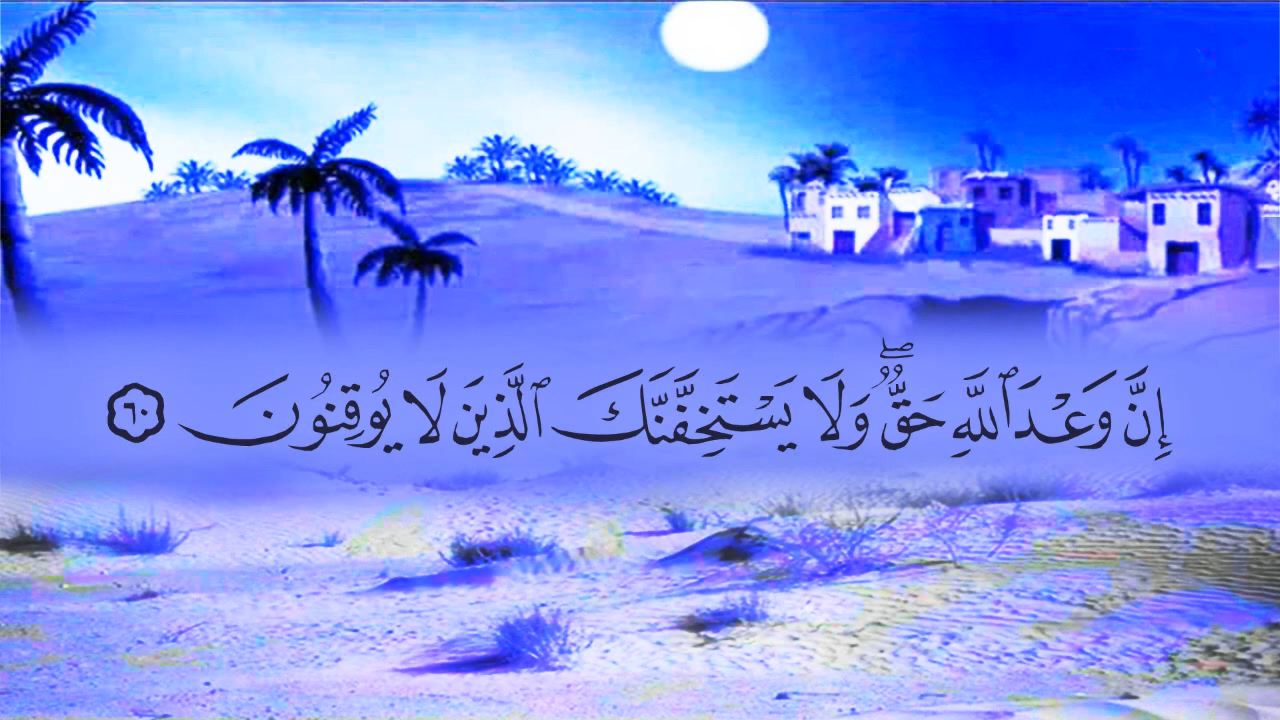 إِنَّ وَعْدَ ٱللَّهِ حَقٌّۖ وَلَا يَسْتَخِفَّنَّكَ ٱلَّذِينَ لَا يُوقِنُونَ ٦٠